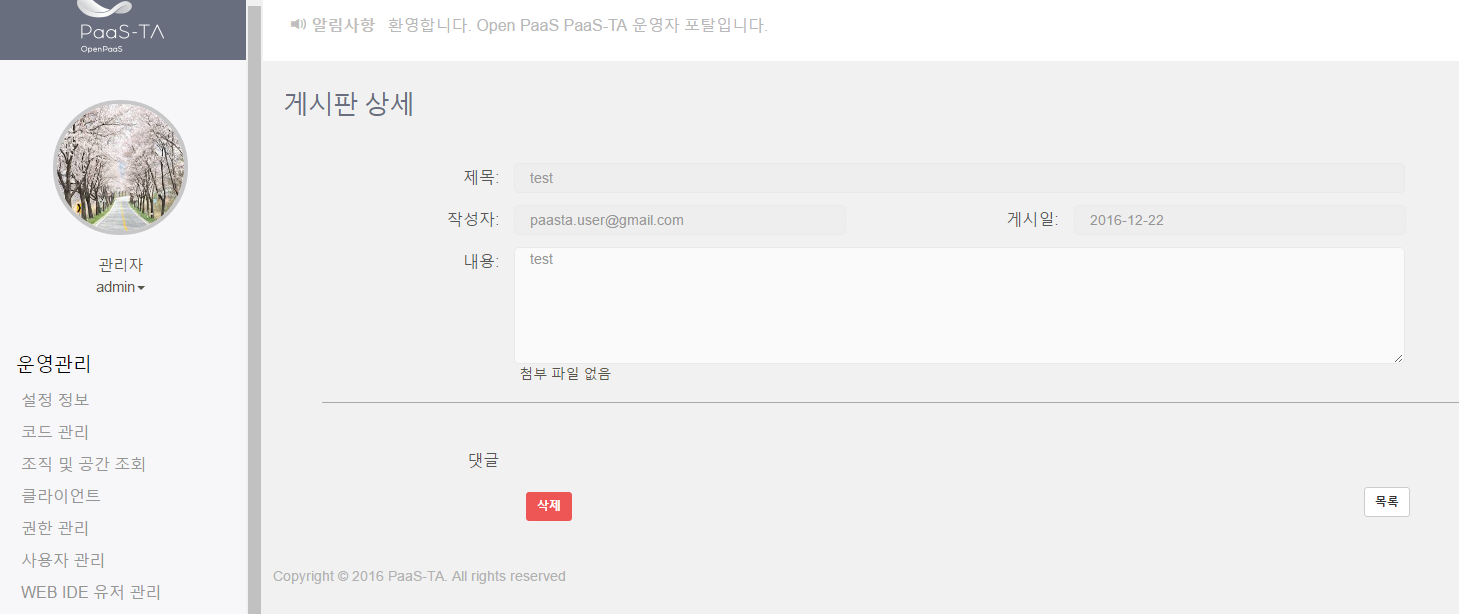 PaaS-TA
OpenPaaS
알림사항 환영합니다. Open PaaS PaaS-TA 운영자 포탈입니다.
관리자
admin
운영관리
설정 정보
코드 관리
조직 및 공간 조회
클라이언트
권한 관리
사용자 관리
WEB IDE 유저 관리
게시판 상세
제목: test
작성자: paasta.user@gmail.com 게시일: 2016-12-22
내용: test
첨부 파일 없음
댓글
삭제 목록
Copyright © 2016 PaaS-TA. All rights reserved